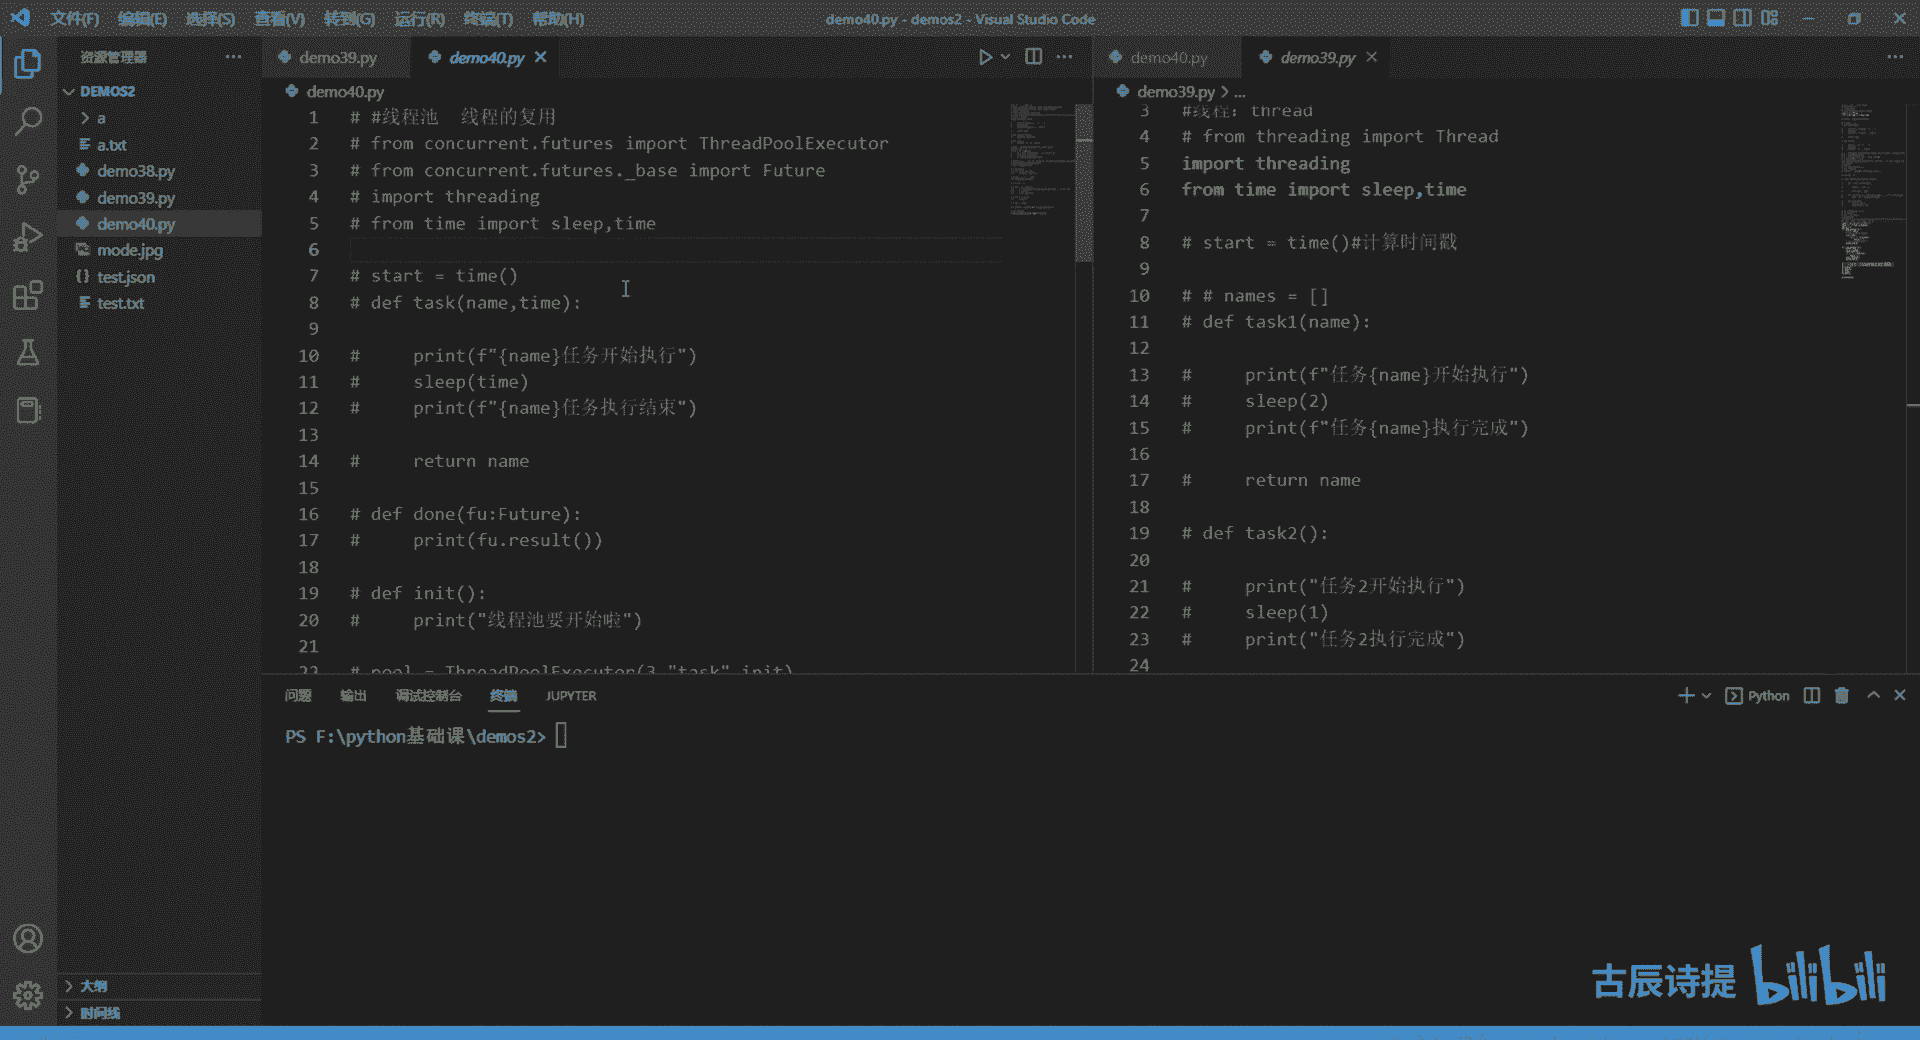 文件(F) 编辑(E) 选择(S) 查看(V) 转到(G) 运行(R) 终端(T) 帮助(H) demo40.py - demos2 - Visual Studio Code
资源管理器 ···
DEMOS2
a
a.txt
demo38.py
demo39.py
demo40.py
mode.jpg
test.json
test.txt
大纲
时间线
demo39.py demo40.py
demo40.py
1 # #线程池 线程的复用
2 # from concurrent.futures import ThreadPoolExecutor
3 # from concurrent.futures._base import Future
4 # import threading
5 # from time import sleep,time
6
7 # start = time()
8 # def task(name,time):
9
10 # print(f"{name}任务开始执行")
11 # sleep(time)
12 # print(f"{name}任务执行结束")
13
14 # return name
15
16 # def done(fu:Future):
17 # print(fu.result())
18
19 # def init():
20 # print("线程池要开始啦")
21
22 # pool = ThreadPoolExecutor(3,"task",init)
demo40.py demo39.py
demo39.py > ...
3 #线程：thread
4 # from threading import Thread
5 import threading
6 from time import sleep,time
7
8 # start = time()#计算时间戳
9
10 # # names = []
11 # def task1(name):
12
13 # print(f"任务{name}开始执行")
14 # sleep(2)
15 # print(f"任务{name}执行完成")
16
17 # return name
18
19 # def task2():
20
21 # print("任务2开始执行")
22 # sleep(1)
23 # print("任务2执行完成")
24
问题 输出 调试控制台 终端 JUPYTER Python
PS F:\python基础课\demos2>
古辰诗提 bilibili